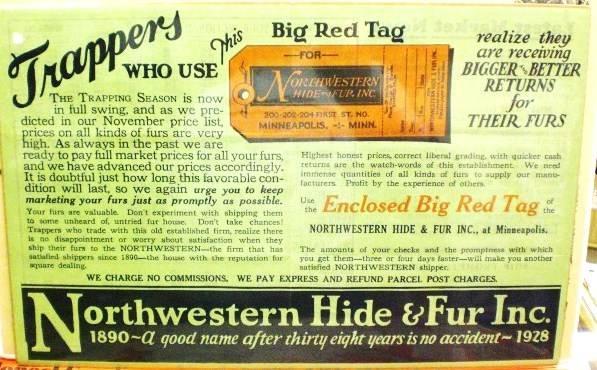 Trappers
WHO USE
This
Big Red Tag
realize they
are receiving
BIGGER and BETTER
RETURNS
for
THEIR FURS
FOR
NORTHWESTERN
HIDE & FUR, INC.
200-202-204 FIRST ST. NO.
MINNEAPOLIS, -:- MINN.
THE TRAPPING SEASON is now
in full swing, and as we pre-
dicted in our November price list,
prices on all kinds of furs are very
high. As always in the past we are
ready to pay full market prices for all your furs,
and we have advanced our prices accordingly.
It is doubtful just how long this favorable con-
dition will last, so we again urge you to keep
marketing your furs just as promptly as possible.
Your furs are valuable. Don't experiment with shipping them
to some unheard of, untried fur house. Don't take chances!
Trappers who trade with this old established firm, realize there
is no disappointment or worry about satisfaction when they
ship their furs to the NORTHWESTERN—the firm that has
satisfied shippers since 1890—the house with the reputation for
square dealing.
Highest honest prices, correct liberal grading, with quicker cash
returns are the watch-words of this establishment. We need
immense quantities of all kinds of furs to supply our manu-
facturers. Profit by the experience of others.
Use the Enclosed Big Red Tag of the
NORTHWESTERN HIDE & FUR INC., at Minneapolis.
The amounts of your checks and the promptness with which
you get them—three or four days faster—will make you another
satisfied NORTHWESTERN shipper.
WE CHARGE NO COMMISSIONS. WE PAY EXPRESS AND REFUND PARCEL POST CHARGES.
Northwestern Hide & Fur Inc.
1890~A good name after thirty eight years is no accident~1928